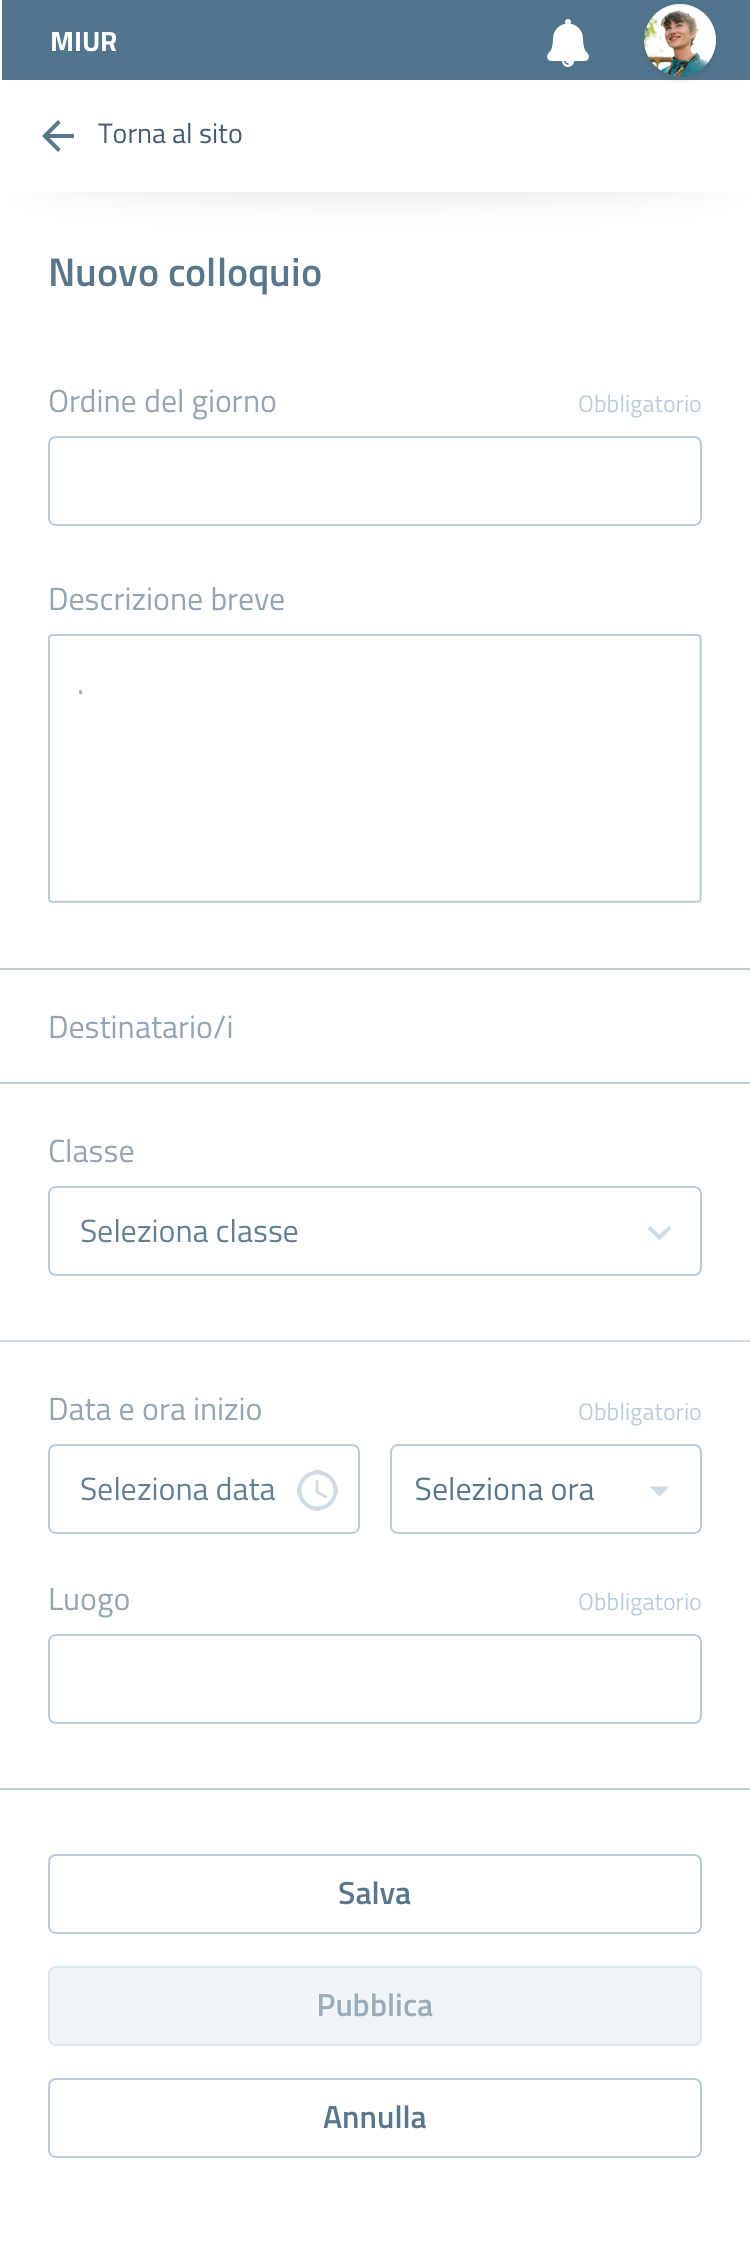 MIUR
Torna al sito
Nuovo colloquio
Ordine del giorno Obbligatorio
Descrizione breve
.
Destinatario/i
Classe
Seleziona classe
Data e ora inizio Obbligatorio
Seleziona data Seleziona ora
Luogo Obbligatorio
Salva
Pubblica
Annulla